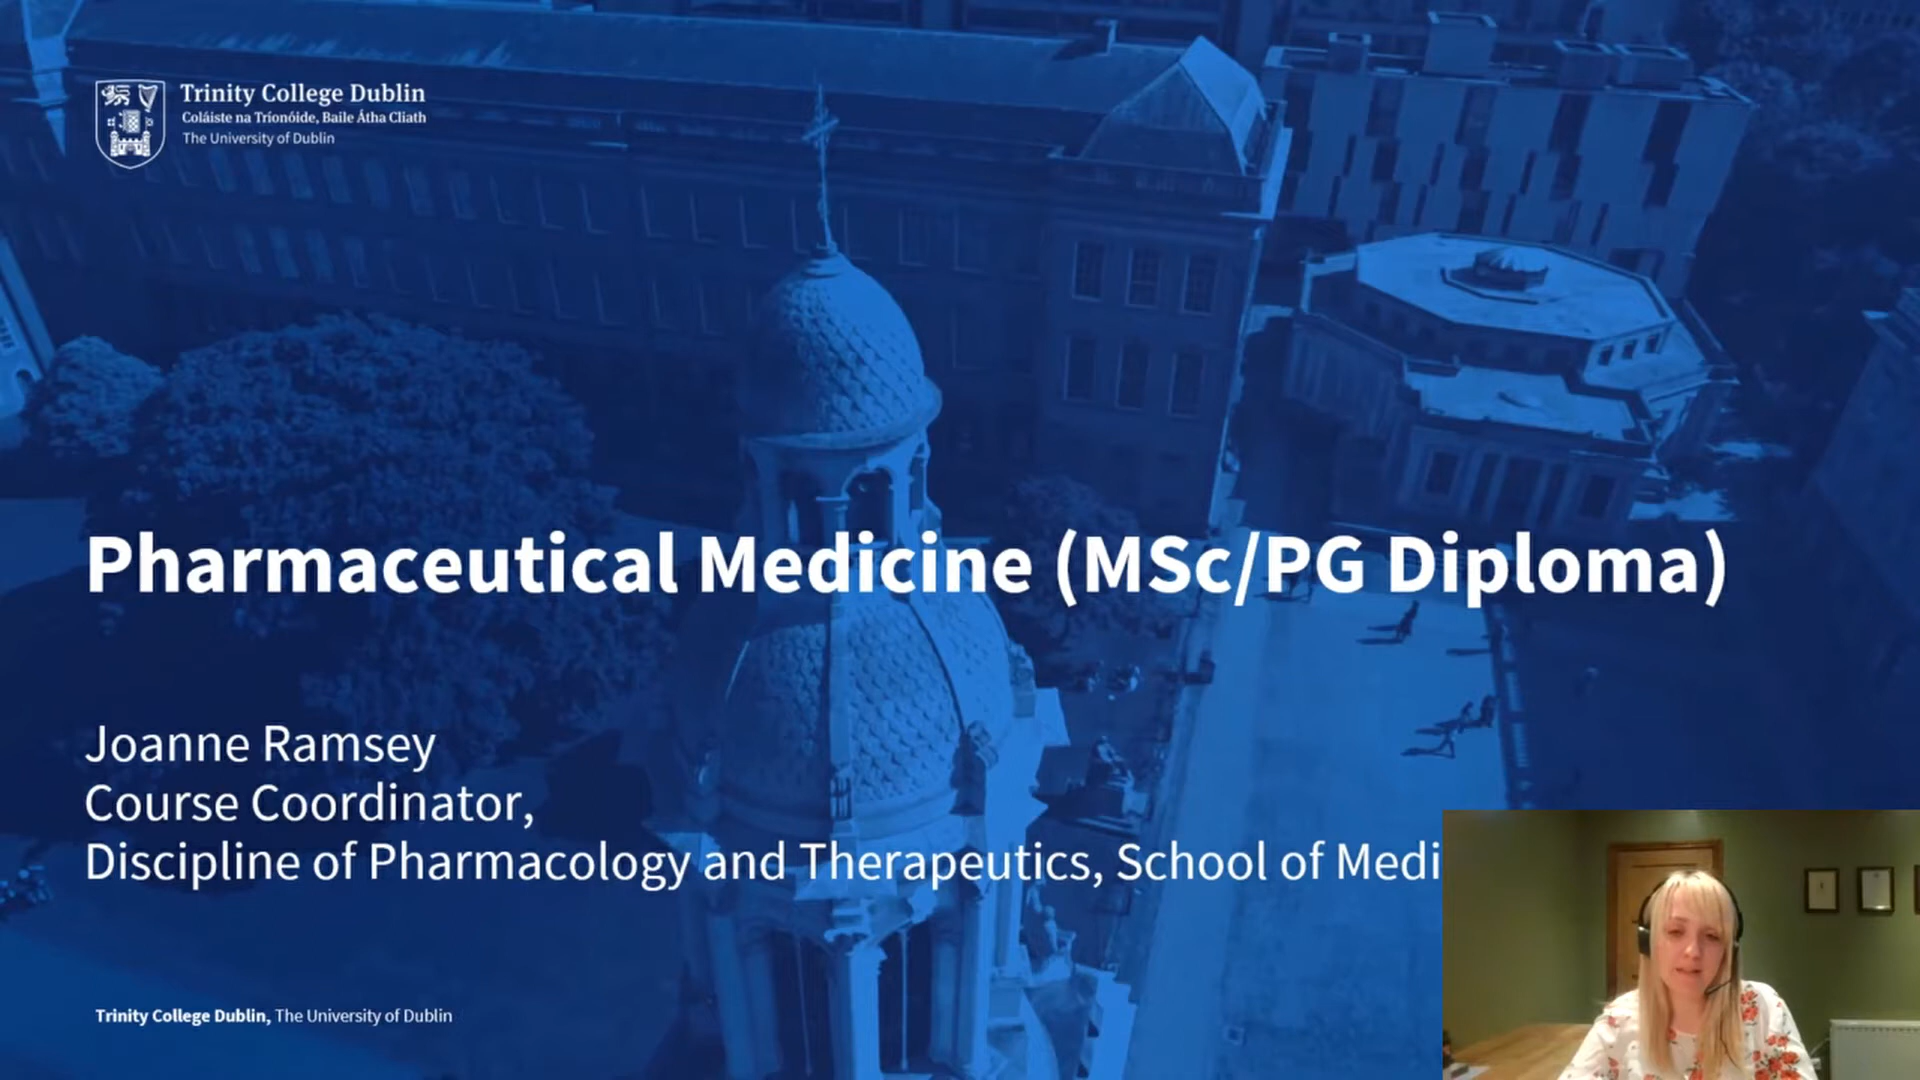 Trinity College Dublin
Coláiste na Tríonóide, Baile Átha Cliath
The University of Dublin
Pharmaceutical Medicine (MSc/PG Diploma)
Joanne Ramsey
Course Coordinator,
Discipline of Pharmacology and Therapeutics, School of Medi
Trinity College Dublin, The University of Dublin